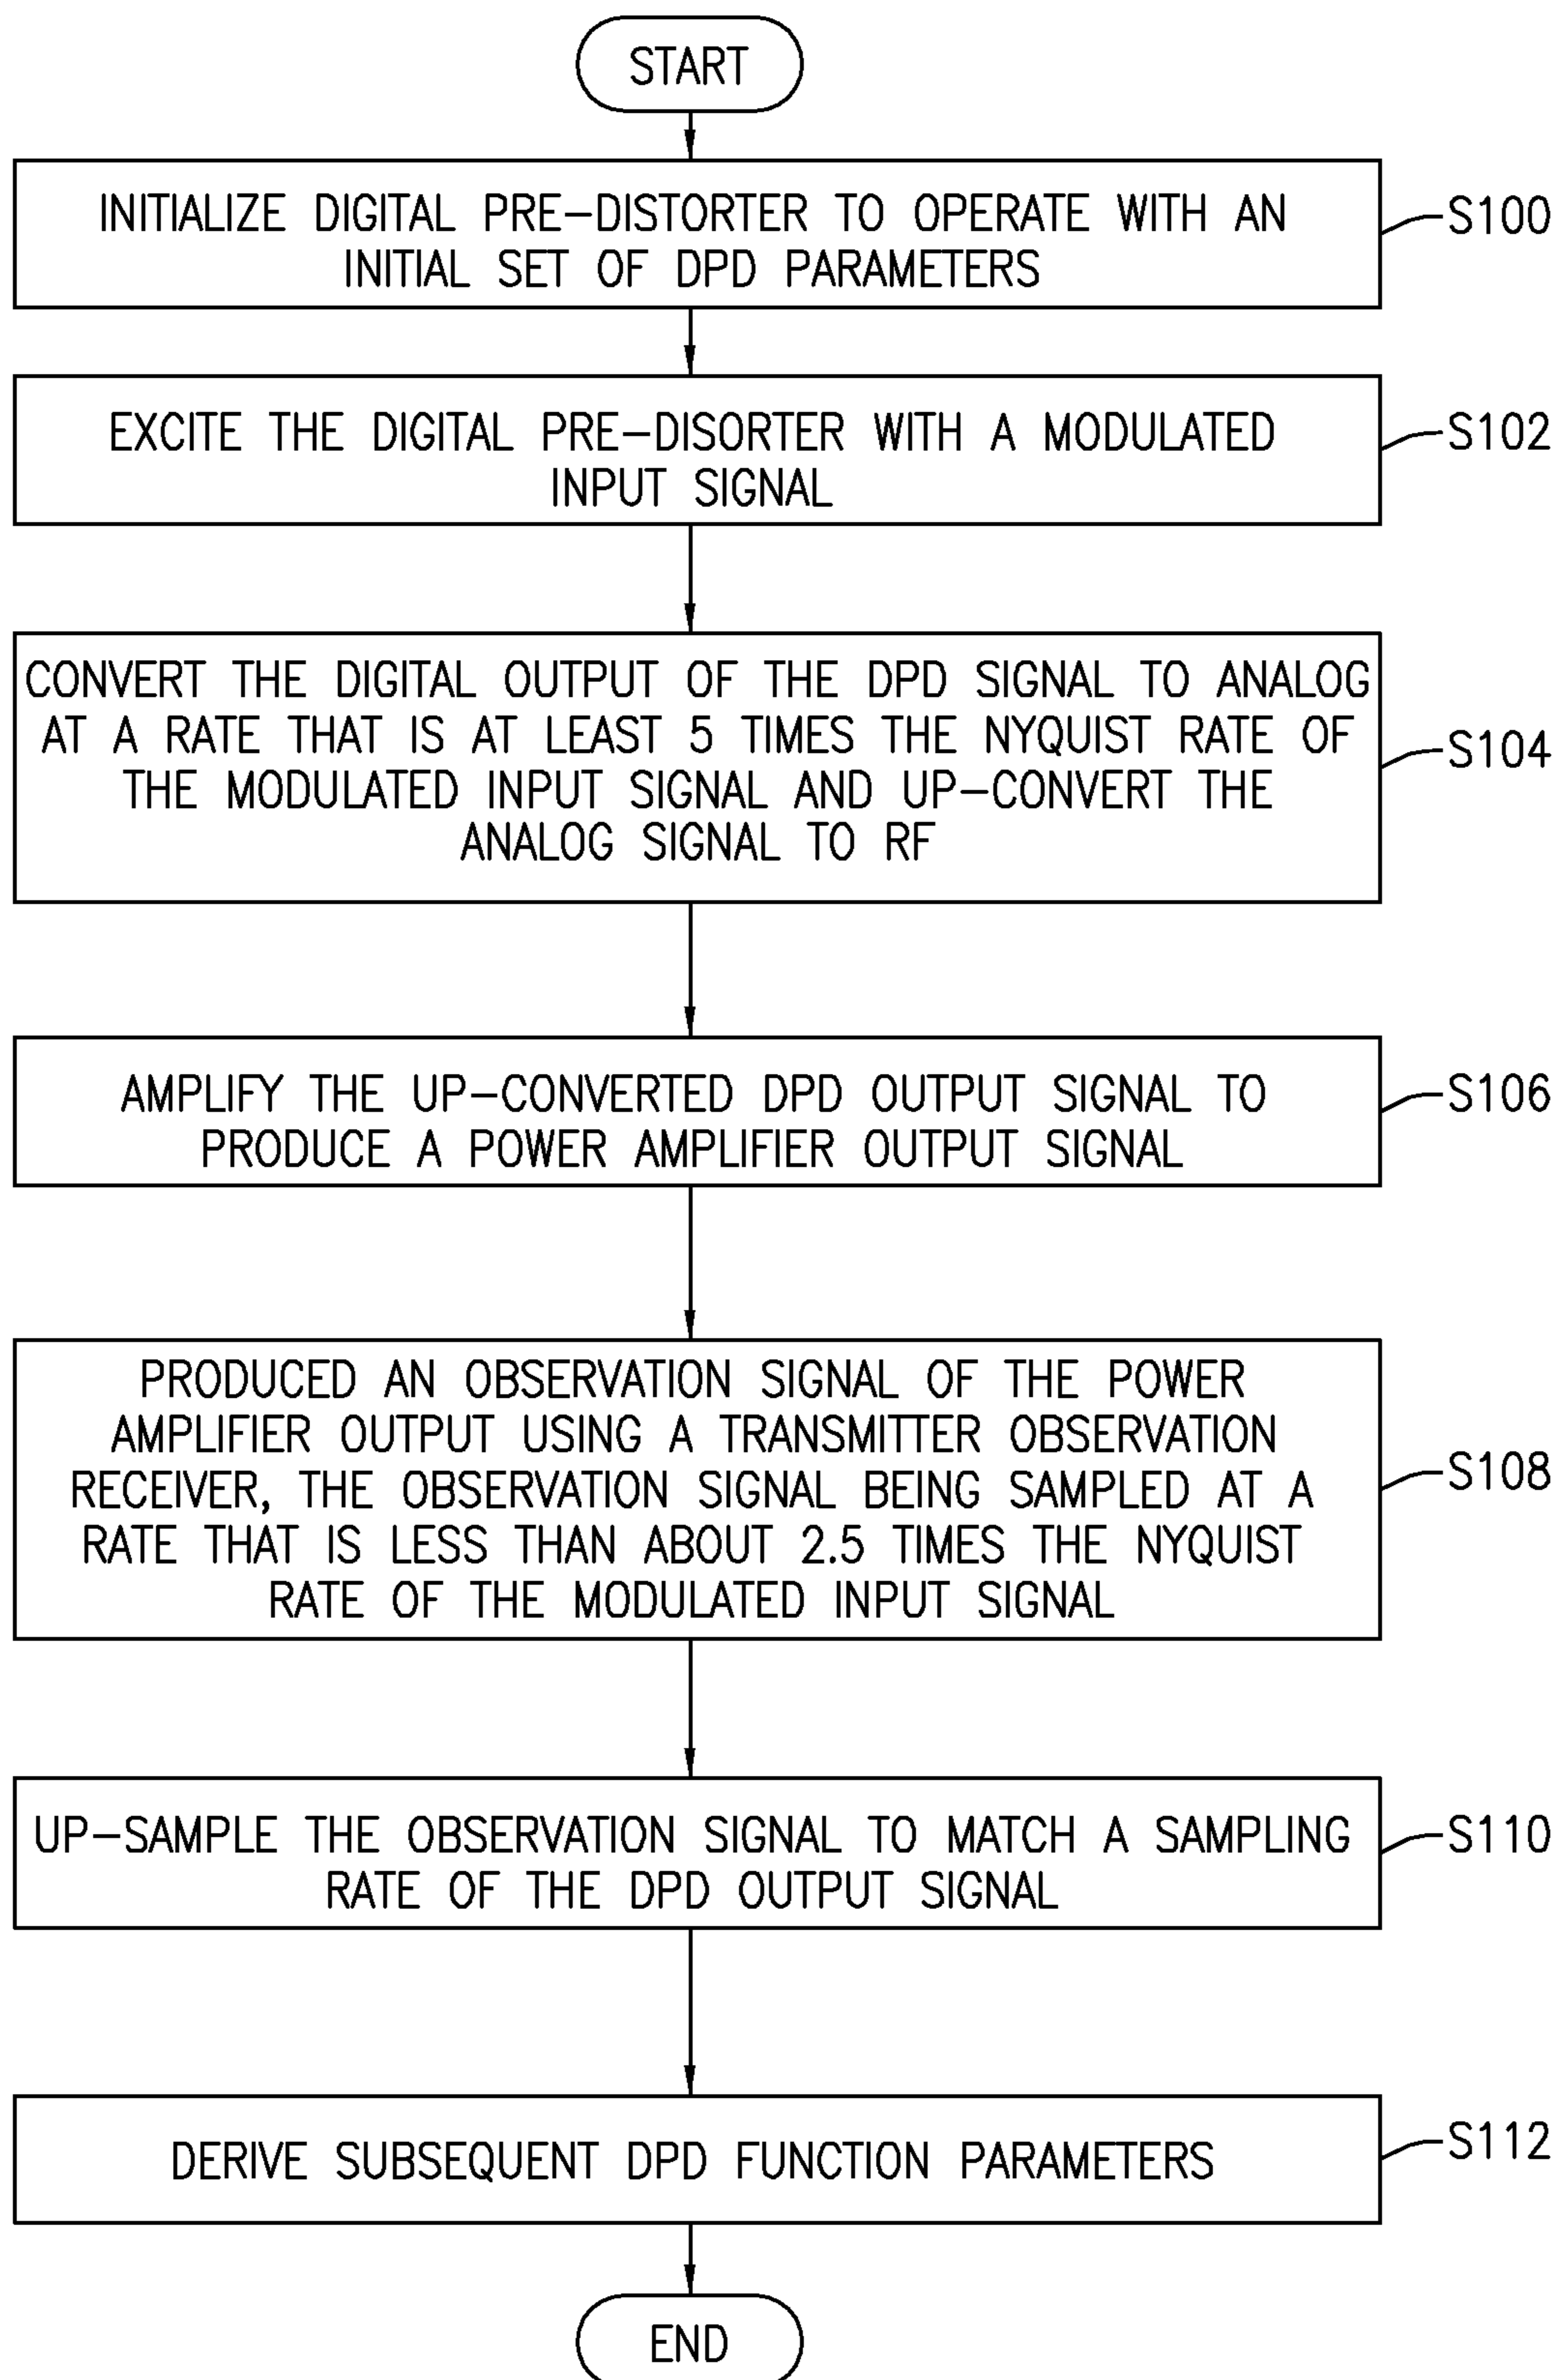 START
INITIALIZE DIGITAL PRE-DISTORTER TO OPERATE WITH AN
INITIAL SET OF DPD PARAMETERS
S100
EXCITE THE DIGITAL PRE-DISORTER WITH A MODULATED
INPUT SIGNAL
S102
CONVERT THE DIGITAL OUTPUT OF THE DPD SIGNAL TO ANALOG
AT A RATE THAT IS AT LEAST 5 TIMES THE NYQUIST RATE OF
THE MODULATED INPUT SIGNAL AND UP-CONVERT THE
ANALOG SIGNAL TO RF
S104
AMPLIFY THE UP-CONVERTED DPD OUTPUT SIGNAL TO
PRODUCE A POWER AMPLIFIER OUTPUT SIGNAL
S106
PRODUCED AN OBSERVATION SIGNAL OF THE POWER
AMPLIFIER OUTPUT USING A TRANSMITTER OBSERVATION
RECEIVER, THE OBSERVATION SIGNAL BEING SAMPLED AT A
RATE THAT IS LESS THAN ABOUT 2.5 TIMES THE NYQUIST
RATE OF THE MODULATED INPUT SIGNAL
S108
UP-SAMPLE THE OBSERVATION SIGNAL TO MATCH A SAMPLING
RATE OF THE DPD OUTPUT SIGNAL
S110
DERIVE SUBSEQUENT DPD FUNCTION PARAMETERS
S112
END